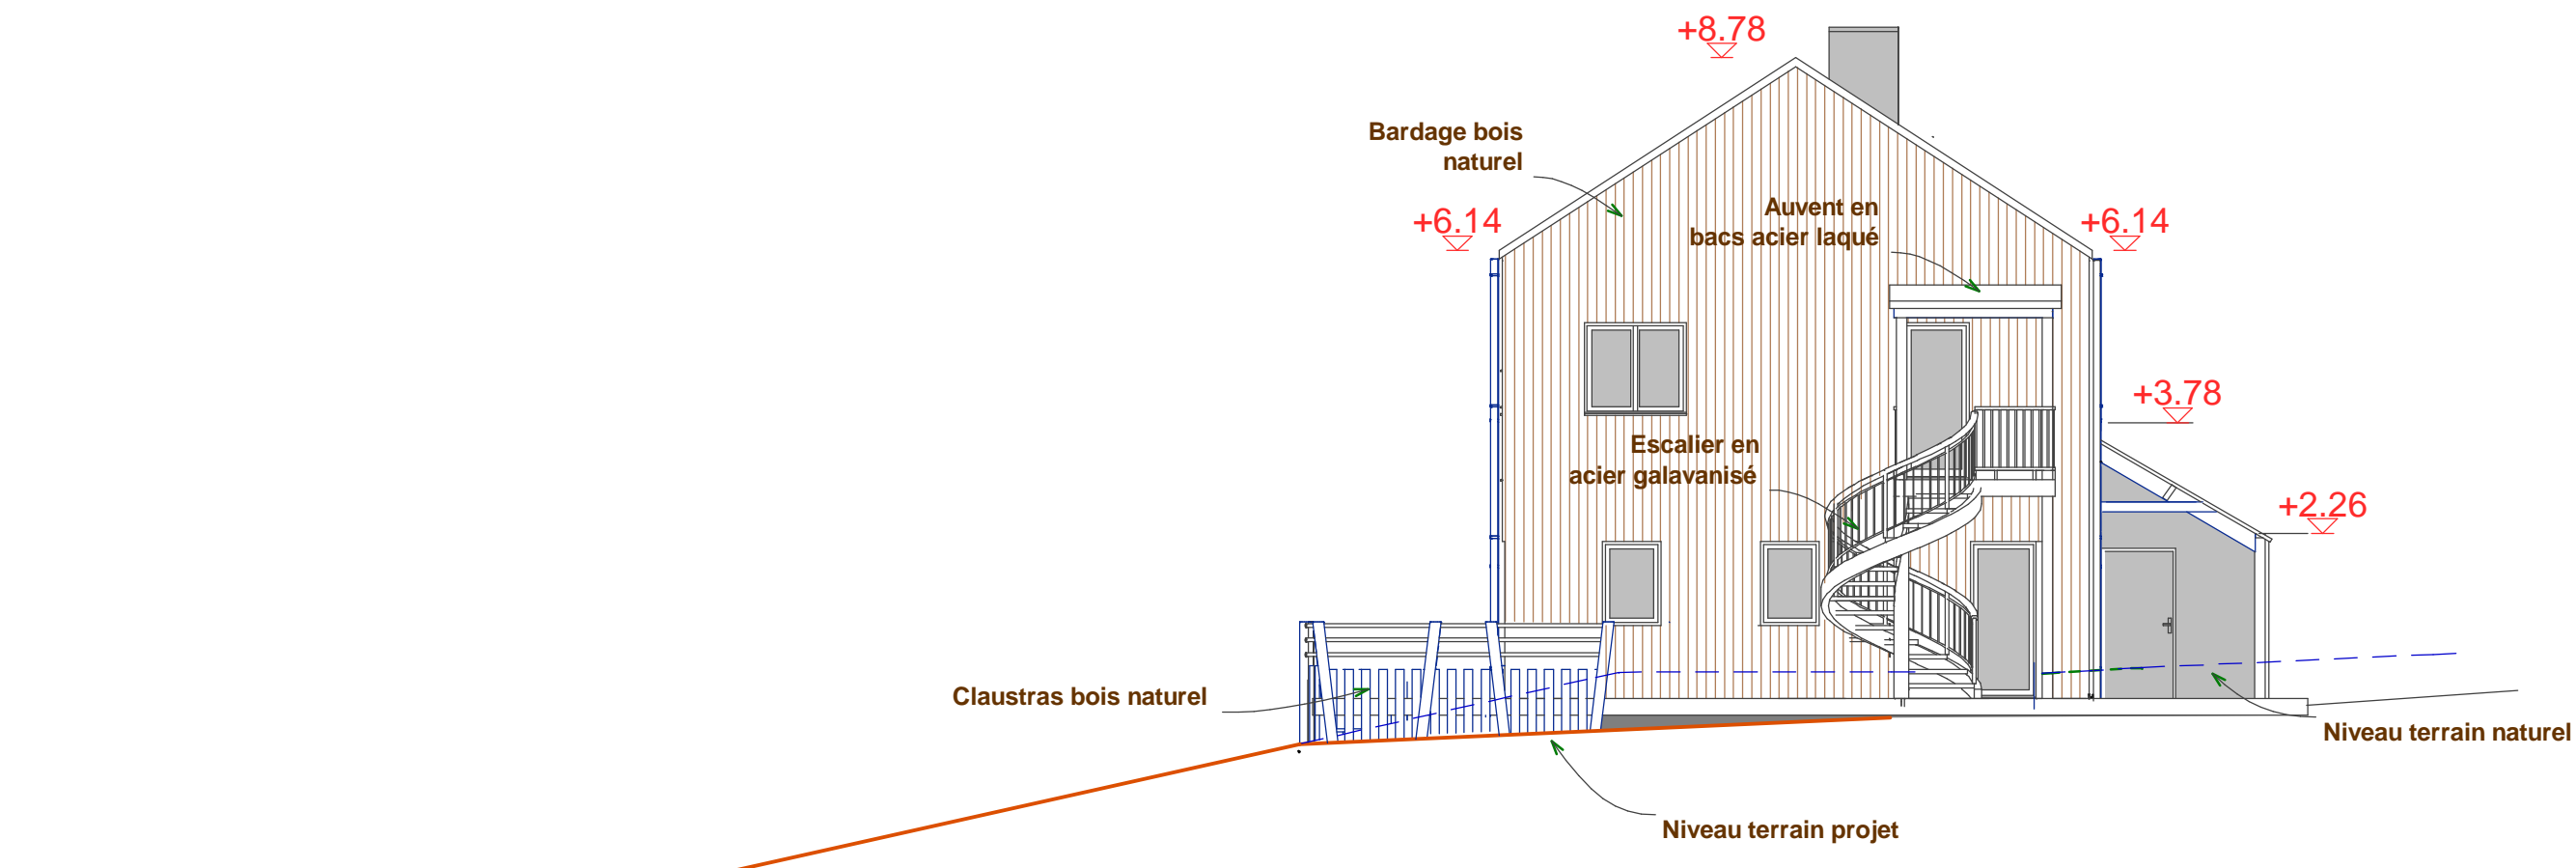 +8.78
Bardage bois
naturel
+6.14
Auvent en
bacs acier laqué
+6.14
+3.78
Escalier en
acier galavanisé
+2.26
Claustras bois naturel
Niveau terrain naturel
Niveau terrain projet